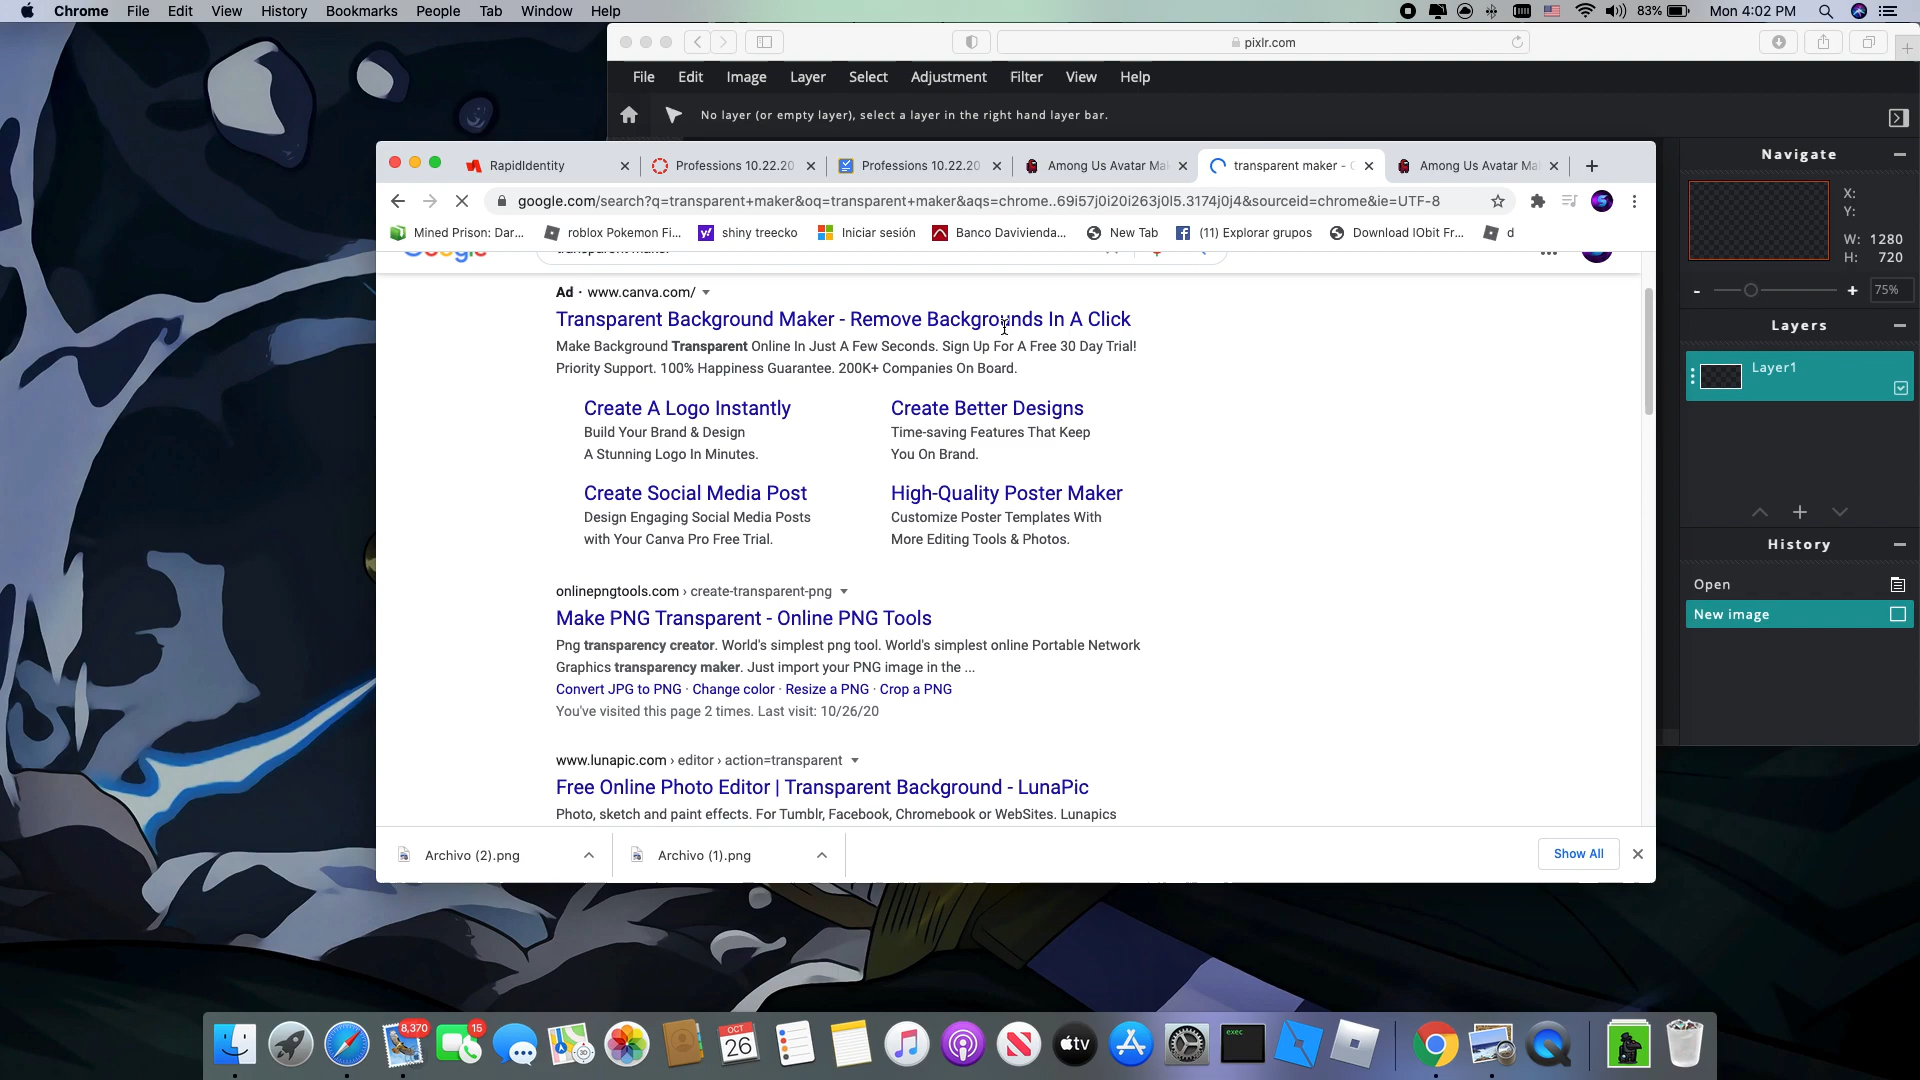 Chrome File Edit View History Bookmarks People Tab Window Help 83% Mon 4:02 PM
pixlr.com
File Edit Image Layer Select Adjustment Filter View Help
No layer (or empty layer), select a layer in the right hand layer bar.
Navigate
X:
Y:
W: 1280
H: 720
- + 75%
Layers
Layer1
History
Open
New image
RapidIdentity Professions 10.22.20 Professions 10.22.20 Among Us Avatar Mak transparent maker - Among Us Avatar Ma
google.com/search?q=transparent+maker&oq=transparent+maker&aqs=chrome..69i57j0i20i263j0l5.3174j0j4&sourceid=chrome&ie=UTF-8
Mined Prison: Dar... roblox Pokemon Fi... shiny treecko Iniciar sesión Banco Davivienda... New Tab (11) Explorar grupos Download IObit Fr... d
Ad · www.canva.com/
Transparent Background Maker - Remove Backgrounds In A Click
Make Background Transparent Online In Just A Few Seconds. Sign Up For A Free 30 Day Trial!
Priority Support. 100% Happiness Guarantee. 200K+ Companies On Board.
Create A Logo Instantly
Build Your Brand & Design
A Stunning Logo In Minutes.
Create Better Designs
Time-saving Features That Keep
You On Brand.
Create Social Media Post
Design Engaging Social Media Posts
with Your Canva Pro Free Trial.
High-Quality Poster Maker
Customize Poster Templates With
More Editing Tools & Photos.
onlinepngtools.com › create-transparent-png
Make PNG Transparent - Online PNG Tools
Png transparency creator. World's simplest png tool. World's simplest online Portable Network
Graphics transparency maker. Just import your PNG image in the ...
Convert JPG to PNG · Change color · Resize a PNG · Crop a PNG
You've visited this page 2 times. Last visit: 10/26/20
www.lunapic.com › editor › action=transparent
Free Online Photo Editor | Transparent Background - LunaPic
Photo, sketch and paint effects. For Tumblr, Facebook, Chromebook or WebSites. Lunapics
Archivo (2).png Archivo (1).png Show All
8,370 15 OCT 26 tv exec